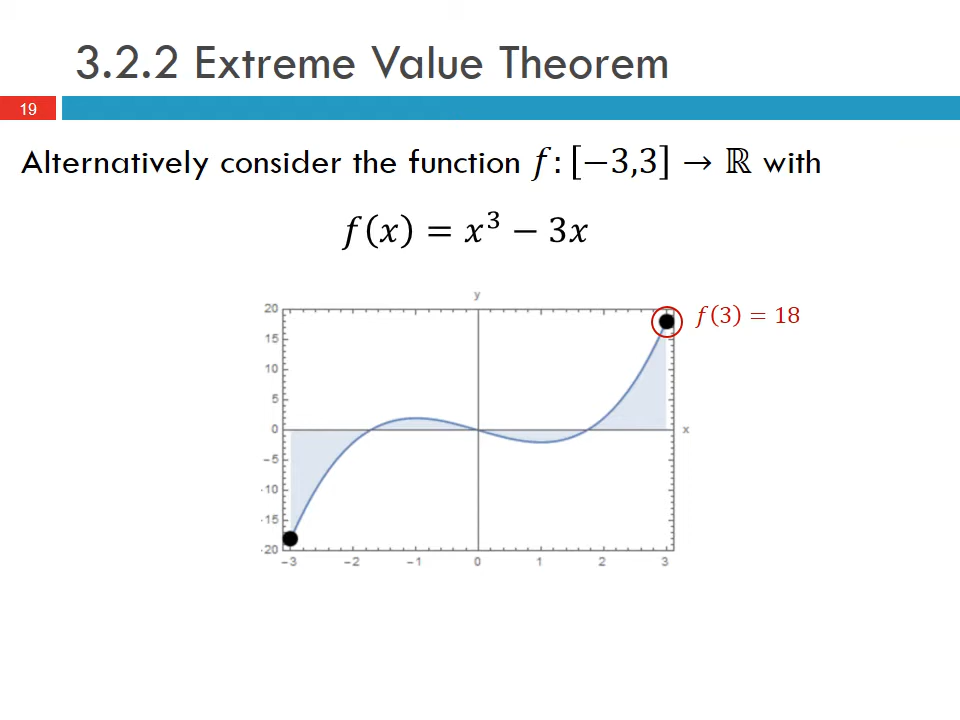 3.2.2 Extreme Value Theorem
19
Alternatively consider the function 𝑓: [−3,3] → ℝ with
𝑓(𝑥) = 𝑥³ − 3𝑥
y
20
𝑓(3) = 18
15
10
5
0
x
−5
-10
-15
-20
−3 −2 −1 0 1 2 3